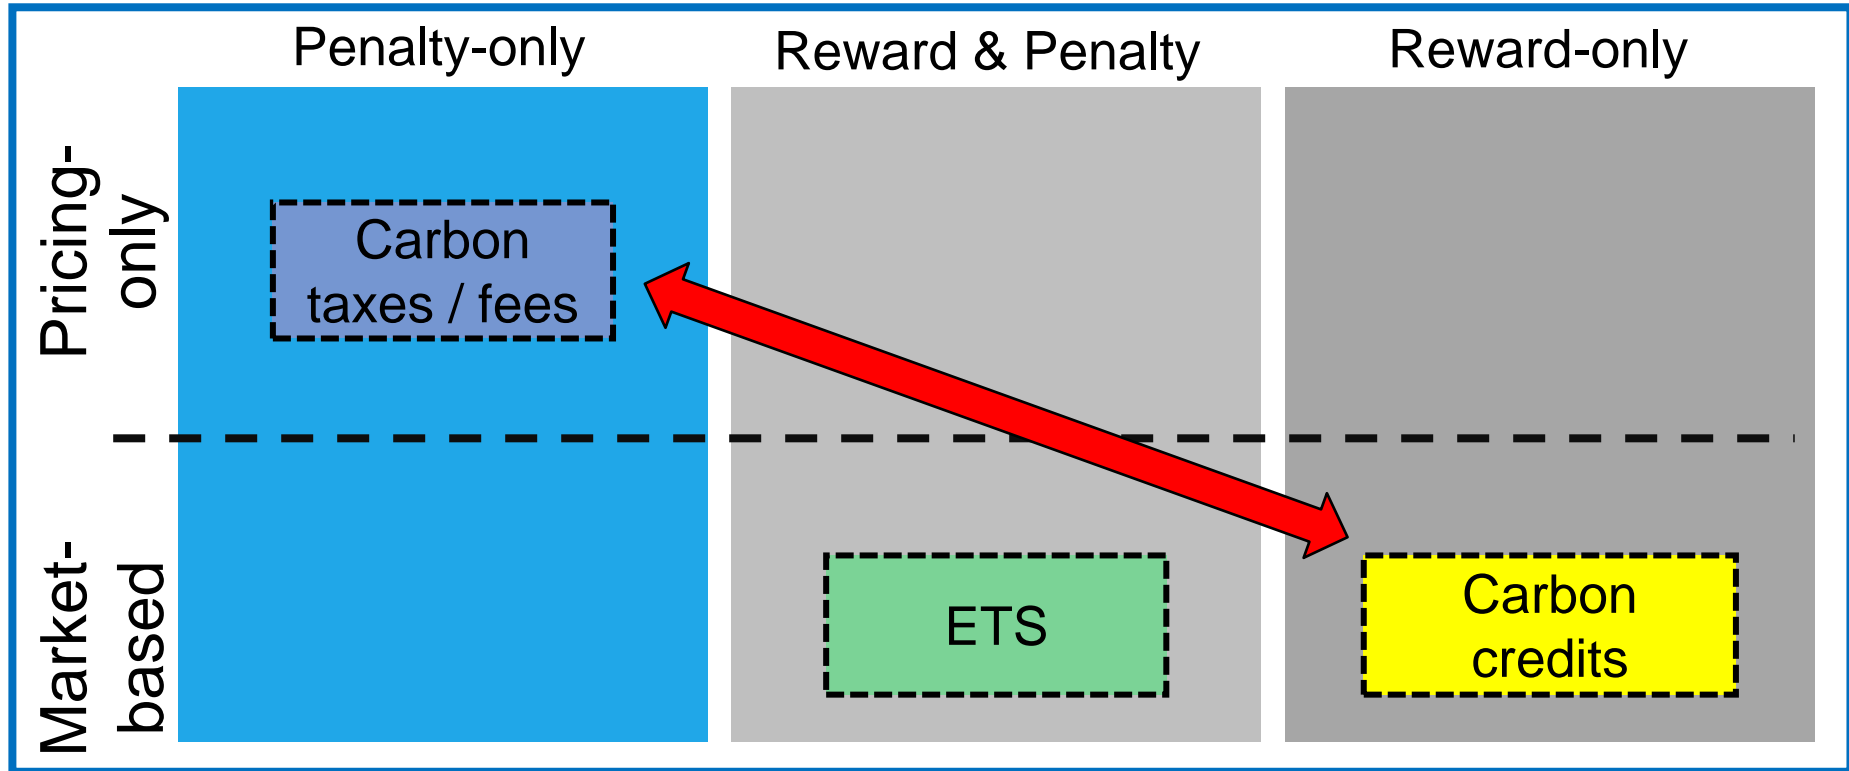 Penalty-only
Reward & Penalty
Reward-only
Pricing-
only
Carbon
taxes / fees
Market-
based
ETS
Carbon
credits